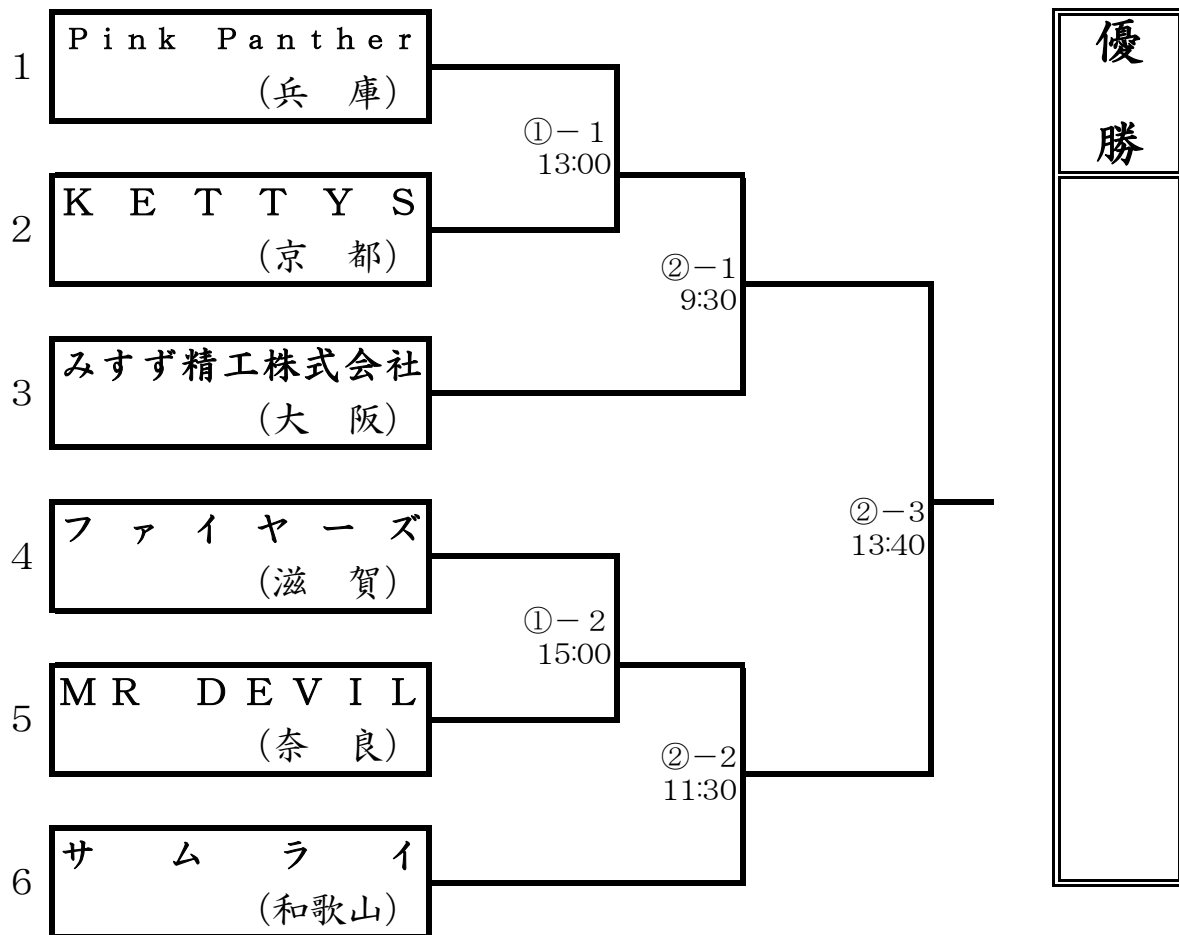 1
Pink Panther
(兵 庫)
2
KETTYS
(京 都)
①-1
13:00
3
みすず精工株式会社
(大 阪)
②-1
9:30
4
ファイヤーズ
(滋 賀)
5
MR DEVIL
(奈 良)
①-2
15:00
6
サムライ
(和歌山)
②-2
11:30
②-3
13:40
優
勝